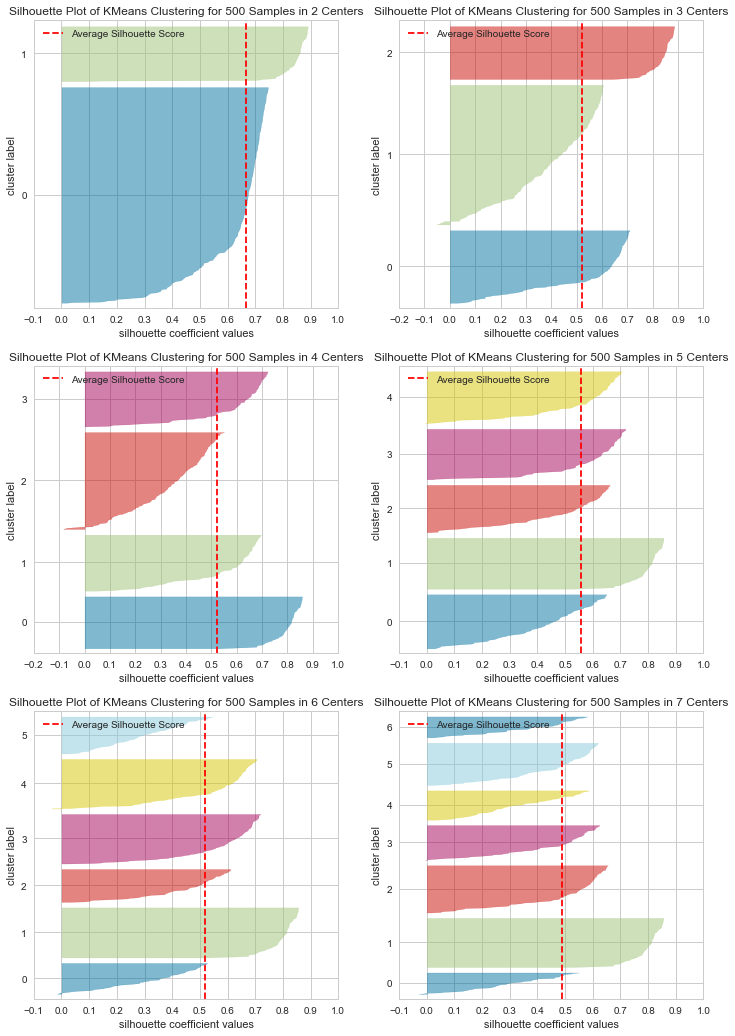 Silhouette Plot of KMeans Clustering for 500 Samples in 2 Centers
Average Silhouette Score
1
0
cluster label
−0.1 0.0 0.1 0.2 0.3 0.4 0.5 0.6 0.7 0.8 0.9 1.0
silhouette coefficient values
Silhouette Plot of KMeans Clustering for 500 Samples in 3 Centers
Average Silhouette Score
2
1
0
cluster label
−0.2 −0.1 0.0 0.1 0.2 0.3 0.4 0.5 0.6 0.7 0.8 0.9 1.0
silhouette coefficient values
Silhouette Plot of KMeans Clustering for 500 Samples in 4 Centers
Average Silhouette Score
3
2
1
0
cluster label
−0.2 −0.1 0.0 0.1 0.2 0.3 0.4 0.5 0.6 0.7 0.8 0.9 1.0
silhouette coefficient values
Silhouette Plot of KMeans Clustering for 500 Samples in 5 Centers
Average Silhouette Score
4
3
2
1
0
cluster label
−0.1 0.0 0.1 0.2 0.3 0.4 0.5 0.6 0.7 0.8 0.9 1.0
silhouette coefficient values
Silhouette Plot of KMeans Clustering for 500 Samples in 6 Centers
Average Silhouette Score
5
4
3
2
1
0
cluster label
−0.1 0.0 0.1 0.2 0.3 0.4 0.5 0.6 0.7 0.8 0.9 1.0
silhouette coefficient values
Silhouette Plot of KMeans Clustering for 500 Samples in 7 Centers
Average Silhouette Score
6
5
4
3
2
1
0
cluster label
−0.1 0.0 0.1 0.2 0.3 0.4 0.5 0.6 0.7 0.8 0.9 1.0
silhouette coefficient values